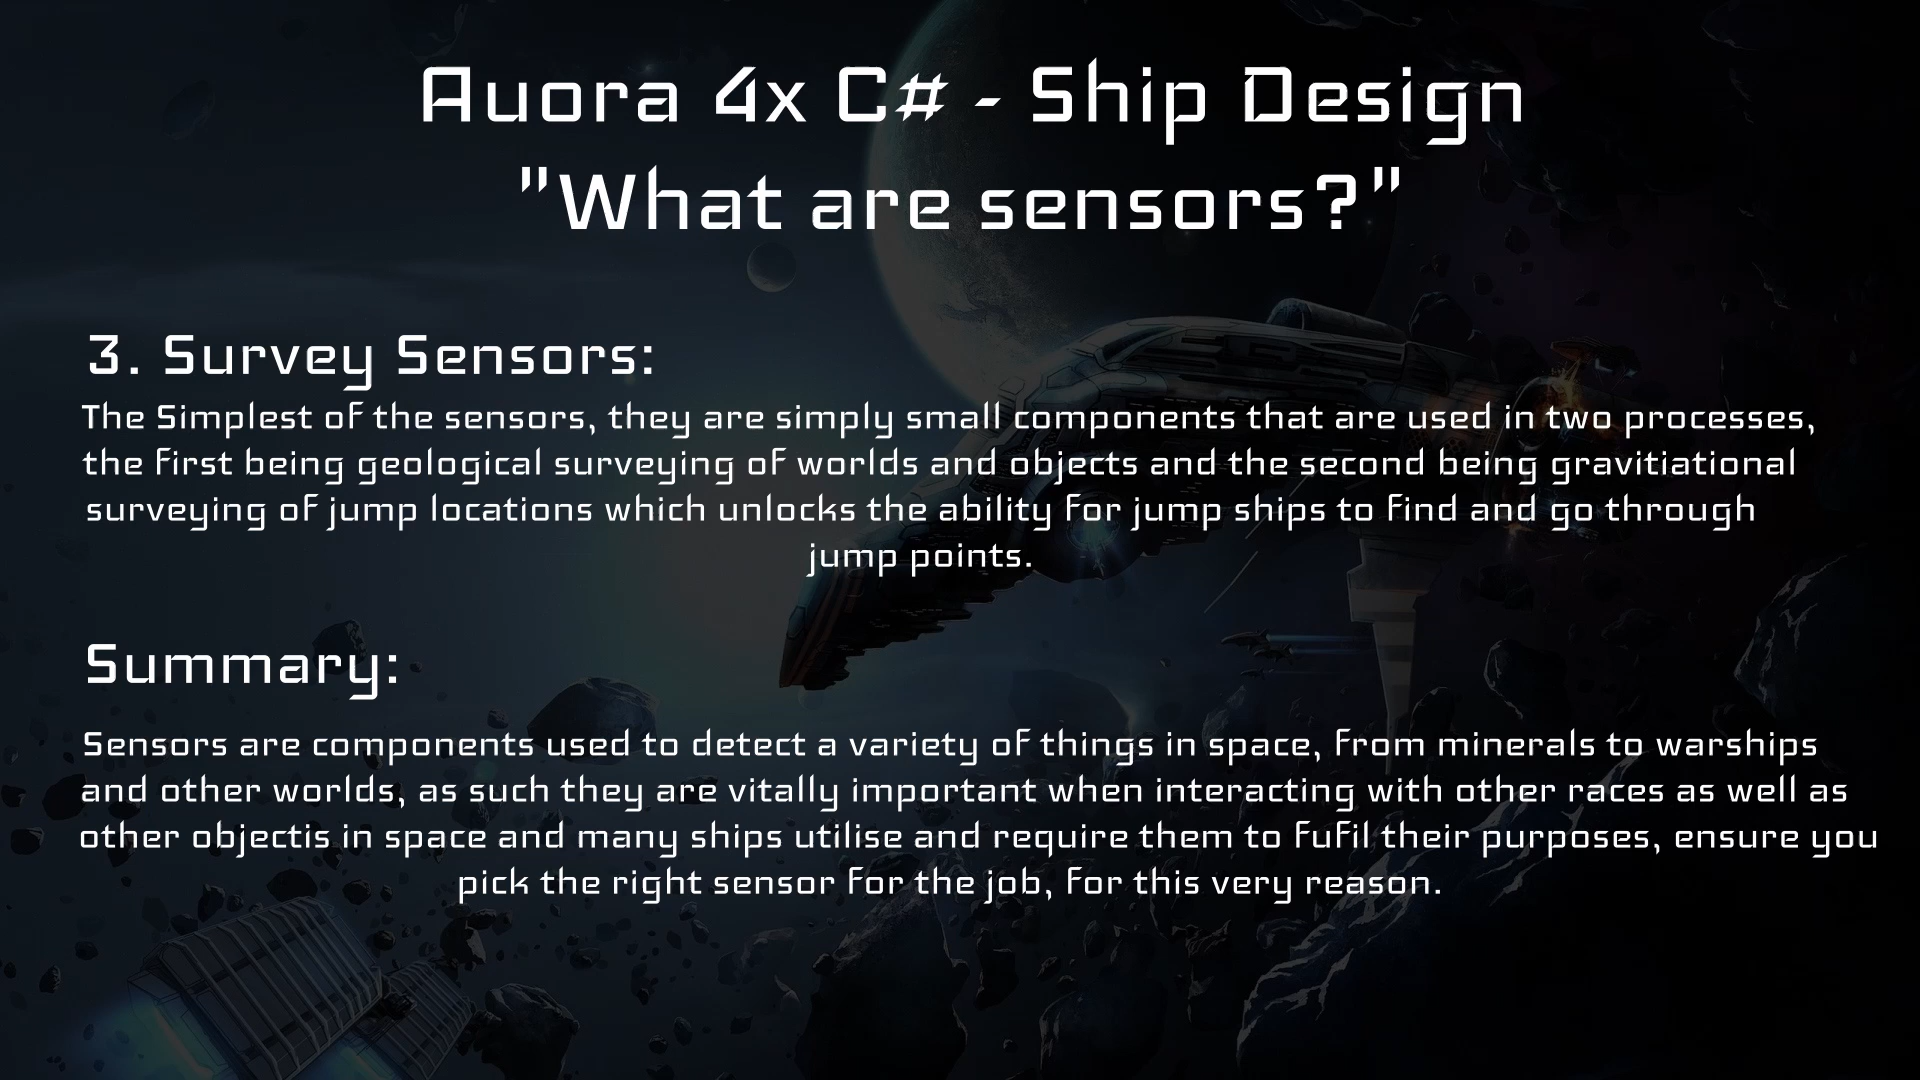 Auora 4x C# - Ship Design
"What are sensors?"
3. Survey Sensors:
The Simplest of the sensors, they are simply small components that are used in two processes,
the first being geological surveying of worlds and objects and the second being gravitiational
surveying of jump locations which unlocks the ability for jump ships to find and go through
jump points.
Summary:
Sensors are components used to detect a variety of things in space, from minerals to warships
and other worlds, as such they are vitally important when interacting with other races as well as
other objectis in space and many ships utilise and require them to fufil their purposes, ensure you
pick the right sensor for the job, for this very reason.